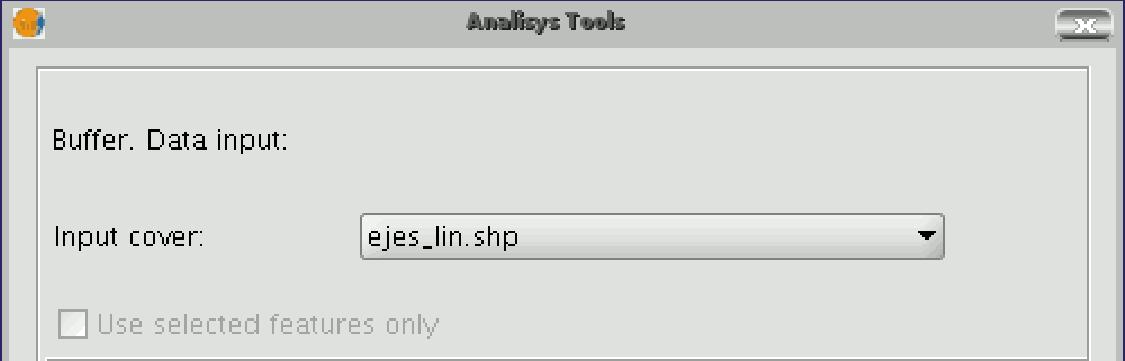 Analisys Tools
Buffer. Data input:
Input cover: ejes_lin.shp
Use selected features only